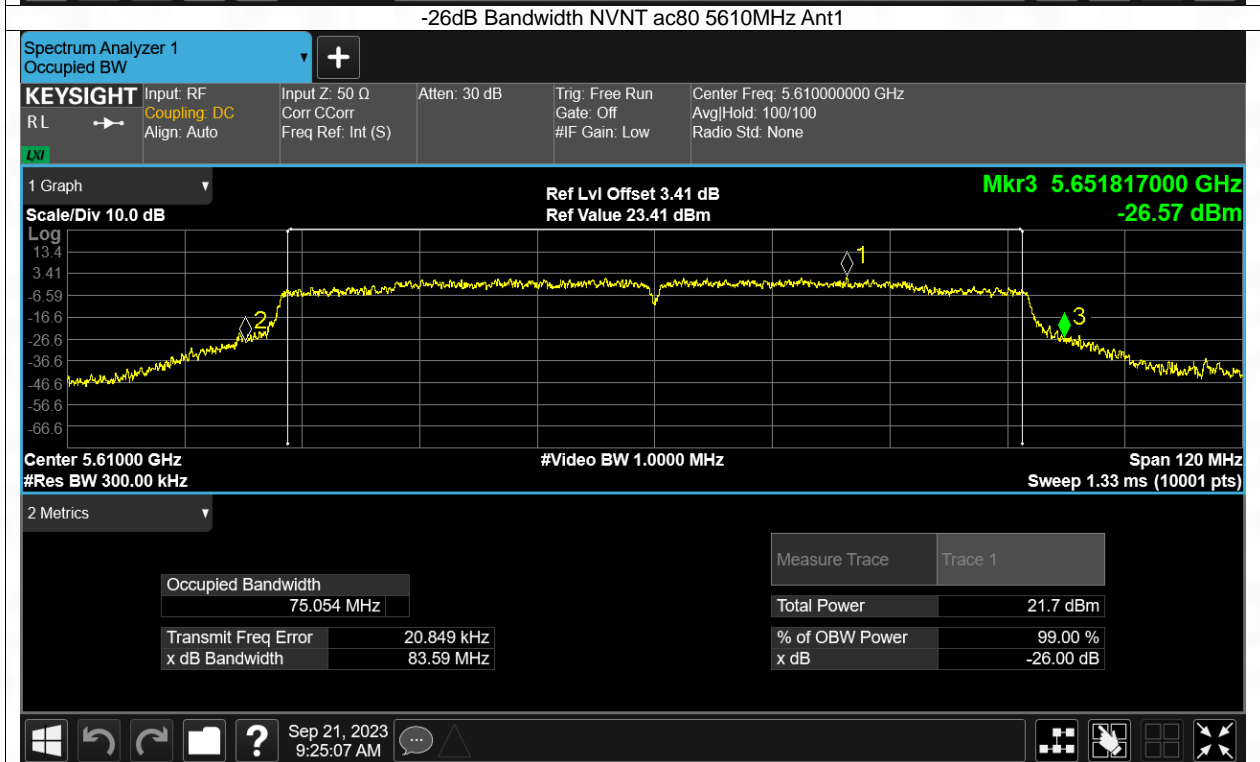 -26dB Bandwidth NVNT ac80 5610MHz Ant1
Spectrum Analyzer 1
Occupied BW
KEYSIGHT
RL
LXI
Input: RF
Coupling: DC
Align: Auto
Input Z: 50 Ω
Corr CCorr
Freq Ref: Int (S)
Atten: 30 dB
Trig: Free Run
Gate: Off
#IF Gain: Low
Center Freq: 5.610000000 GHz
Avg|Hold: 100/100
Radio Std: None
1 Graph
Scale/Div 10.0 dB
Ref Lvl Offset 3.41 dB
Ref Value 23.41 dBm
Mkr3 5.651817000 GHz
-26.57 dBm
Log
13.4
3.41
-6.59
-16.6
-26.6
-36.6
-46.6
-56.6
-66.6
1
2
3
Center 5.61000 GHz
#Video BW 1.0000 MHz
Span 120 MHz
#Res BW 300.00 kHz
Sweep 1.33 ms (10001 pts)
2 Metrics
Measure Trace Trace 1
Occupied Bandwidth
75.054 MHz
Total Power 21.7 dBm
Transmit Freq Error 20.849 kHz
% of OBW Power 99.00 %
x dB Bandwidth 83.59 MHz
x dB -26.00 dB
?
Sep 21, 2023
9:25:07 AM